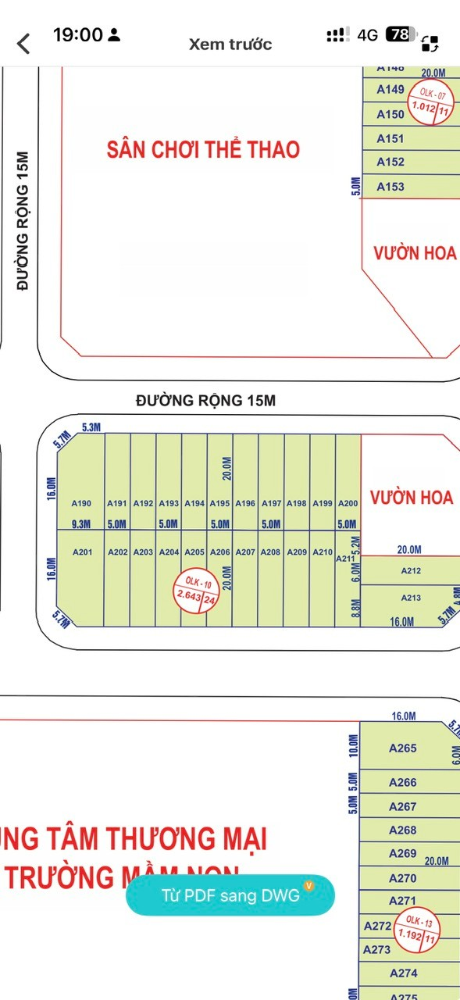 19:00
4G 78
Xem trước
20.0M
A149
OLK - 07
1.012 11
A150
A151
A152
5.0M A153
SÂN CHƠI THỂ THAO
ĐƯỜNG RỘNG 15M
VƯỜN HOA
ĐƯỜNG RỘNG 15M
5.3M
5.7M
16.0M
20.0M
A190 A191 A192 A193 A194 A195 A196 A197 A198 A199 A200
9.3M 5.0M 5.0M 5.0M 5.0M 5.0M
VƯỜN HOA
A201 A202 A203 A204 A205 A206 A207 A208 A209 A210 A211
5.2M
6.0M
8.8M
20.0M
16.0M
20.0M
OLK - 10
2.643 24
5.7M
A212
A213
16.0M
5.7M
16.0M
10.0M A265
6.0M
5.0M A266
5.0M A267
A268
A269 20.0M
A270
A271
A272
OLK - 13
1.192 11
A273
A274
A275
TÂM THƯƠNG MẠI
TRƯỜNG MẦM NON
Từ PDF sang DWG
V